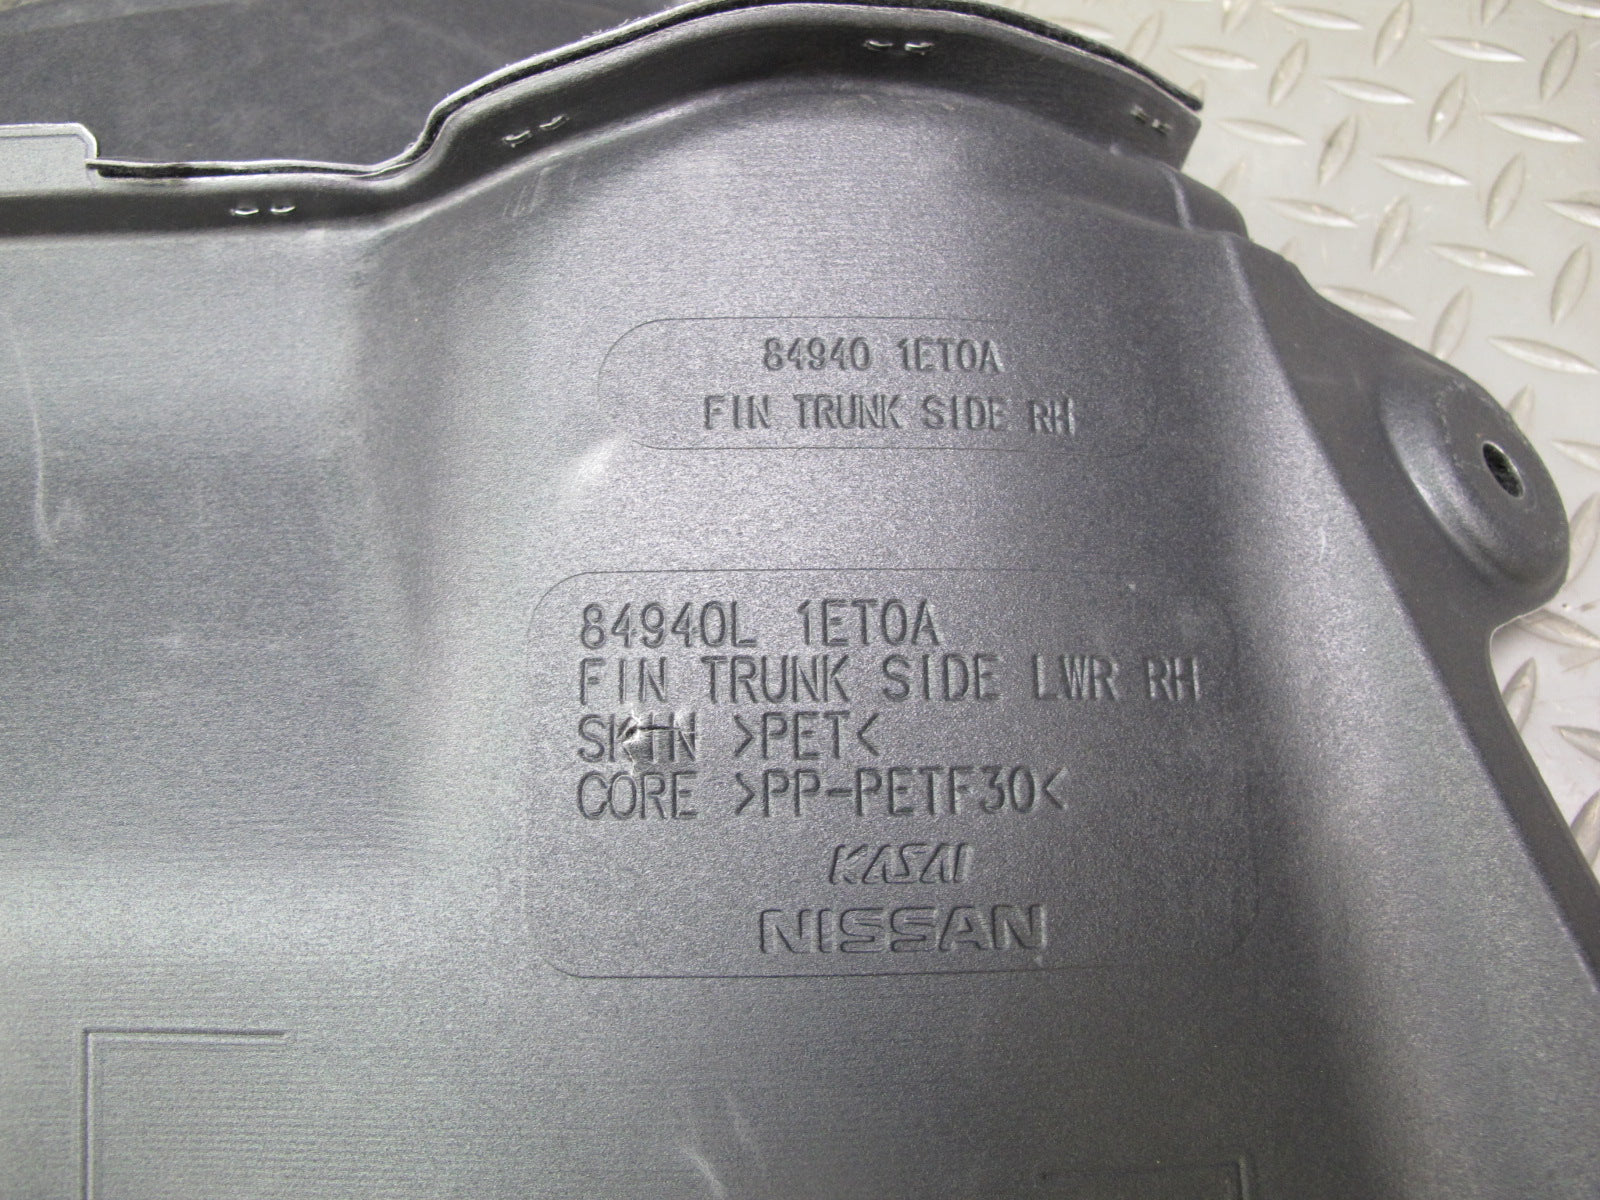 84940 1ET0A
FIN TRUNK SIDE RH
84940L 1ET0A
FIN TRUNK SIDE LWR RH
SKIN >PET<
CORE >PP-PETF30<
KASAI
NISSAN